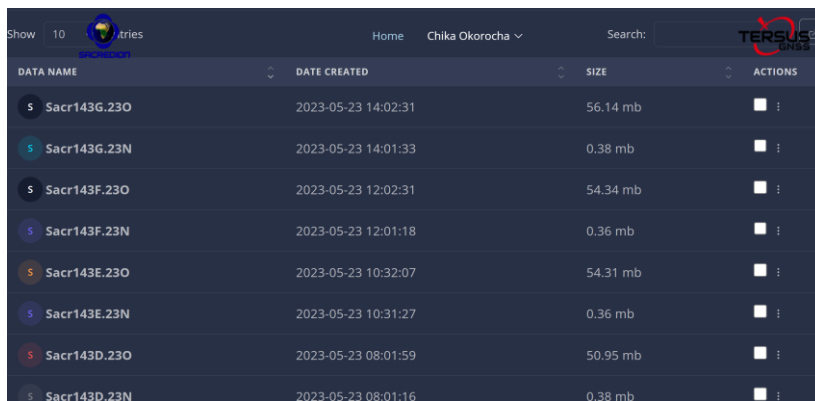 Show 10 entries Home Chika Okorocha Search:
SACREDION
TERSUS
GNSS
DATA NAME DATE CREATED SIZE ACTIONS
S Sacr143G.23O 2023-05-23 14:02:31 56.14 mb
S Sacr143G.23N 2023-05-23 14:01:33 0.38 mb
S Sacr143F.23O 2023-05-23 12:02:31 54.34 mb
S Sacr143F.23N 2023-05-23 12:01:18 0.36 mb
S Sacr143E.23O 2023-05-23 10:32:07 54.31 mb
S Sacr143E.23N 2023-05-23 10:31:27 0.36 mb
S Sacr143D.23O 2023-05-23 08:01:59 50.95 mb
S Sacr143D.23N 2023-05-23 08:01:16 0.38 mb